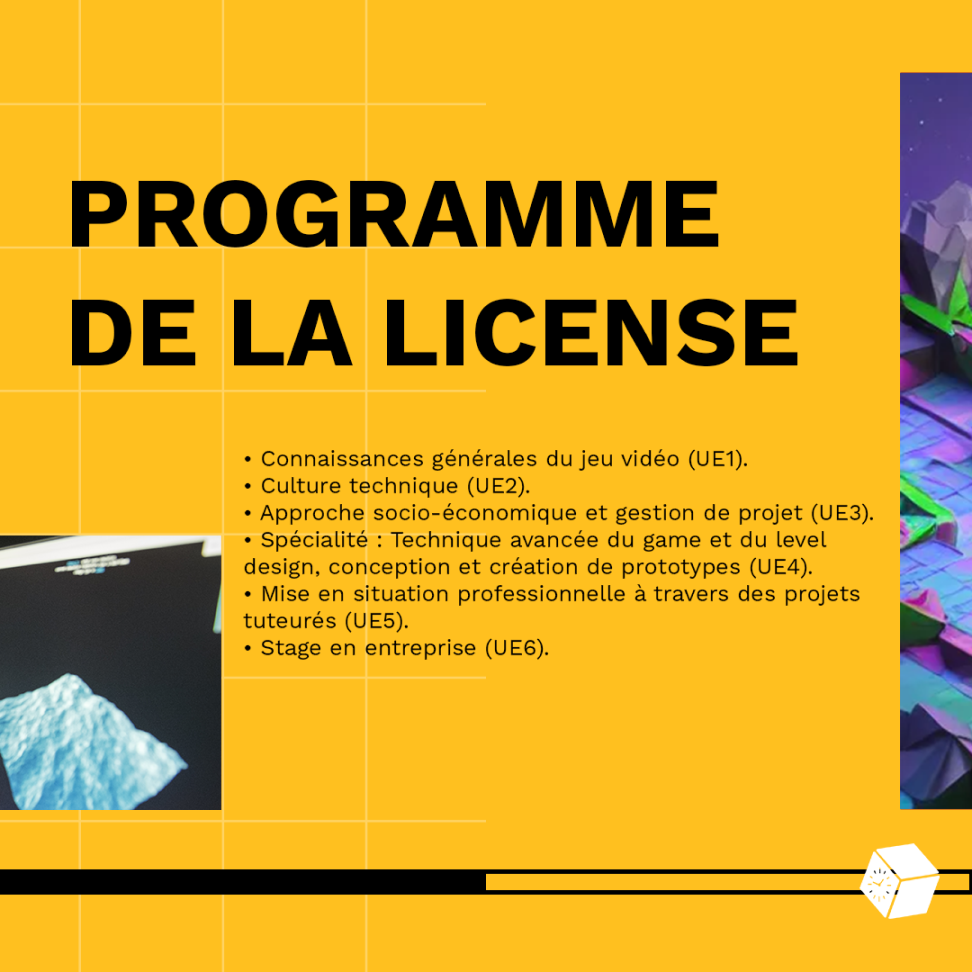 PROGRAMME
DE LA LICENSE
• Connaissances générales du jeu vidéo (UE1).
• Culture technique (UE2).
• Approche socio-économique et gestion de projet (UE3).
• Spécialité : Technique avancée du game et du level
design, conception et création de prototypes (UE4).
• Mise en situation professionnelle à travers des projets
tuteurés (UE5).
• Stage en entreprise (UE6).